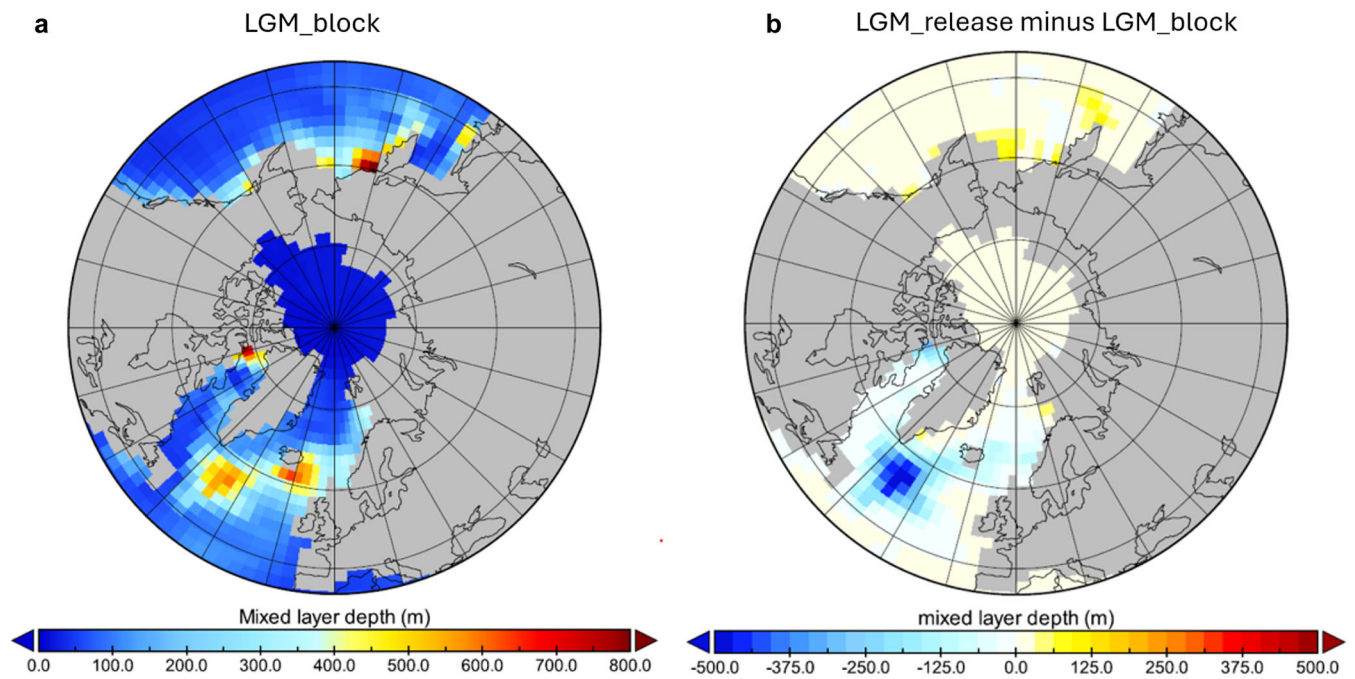 a LGM_block
b LGM_release minus LGM_block
Mixed layer depth (m)
0.0 100.0 200.0 300.0 400.0 500.0 600.0 700.0 800.0
mixed layer depth (m)
-500.0 -375.0 -250.0 -125.0 0.0 125.0 250.0 375.0 500.0